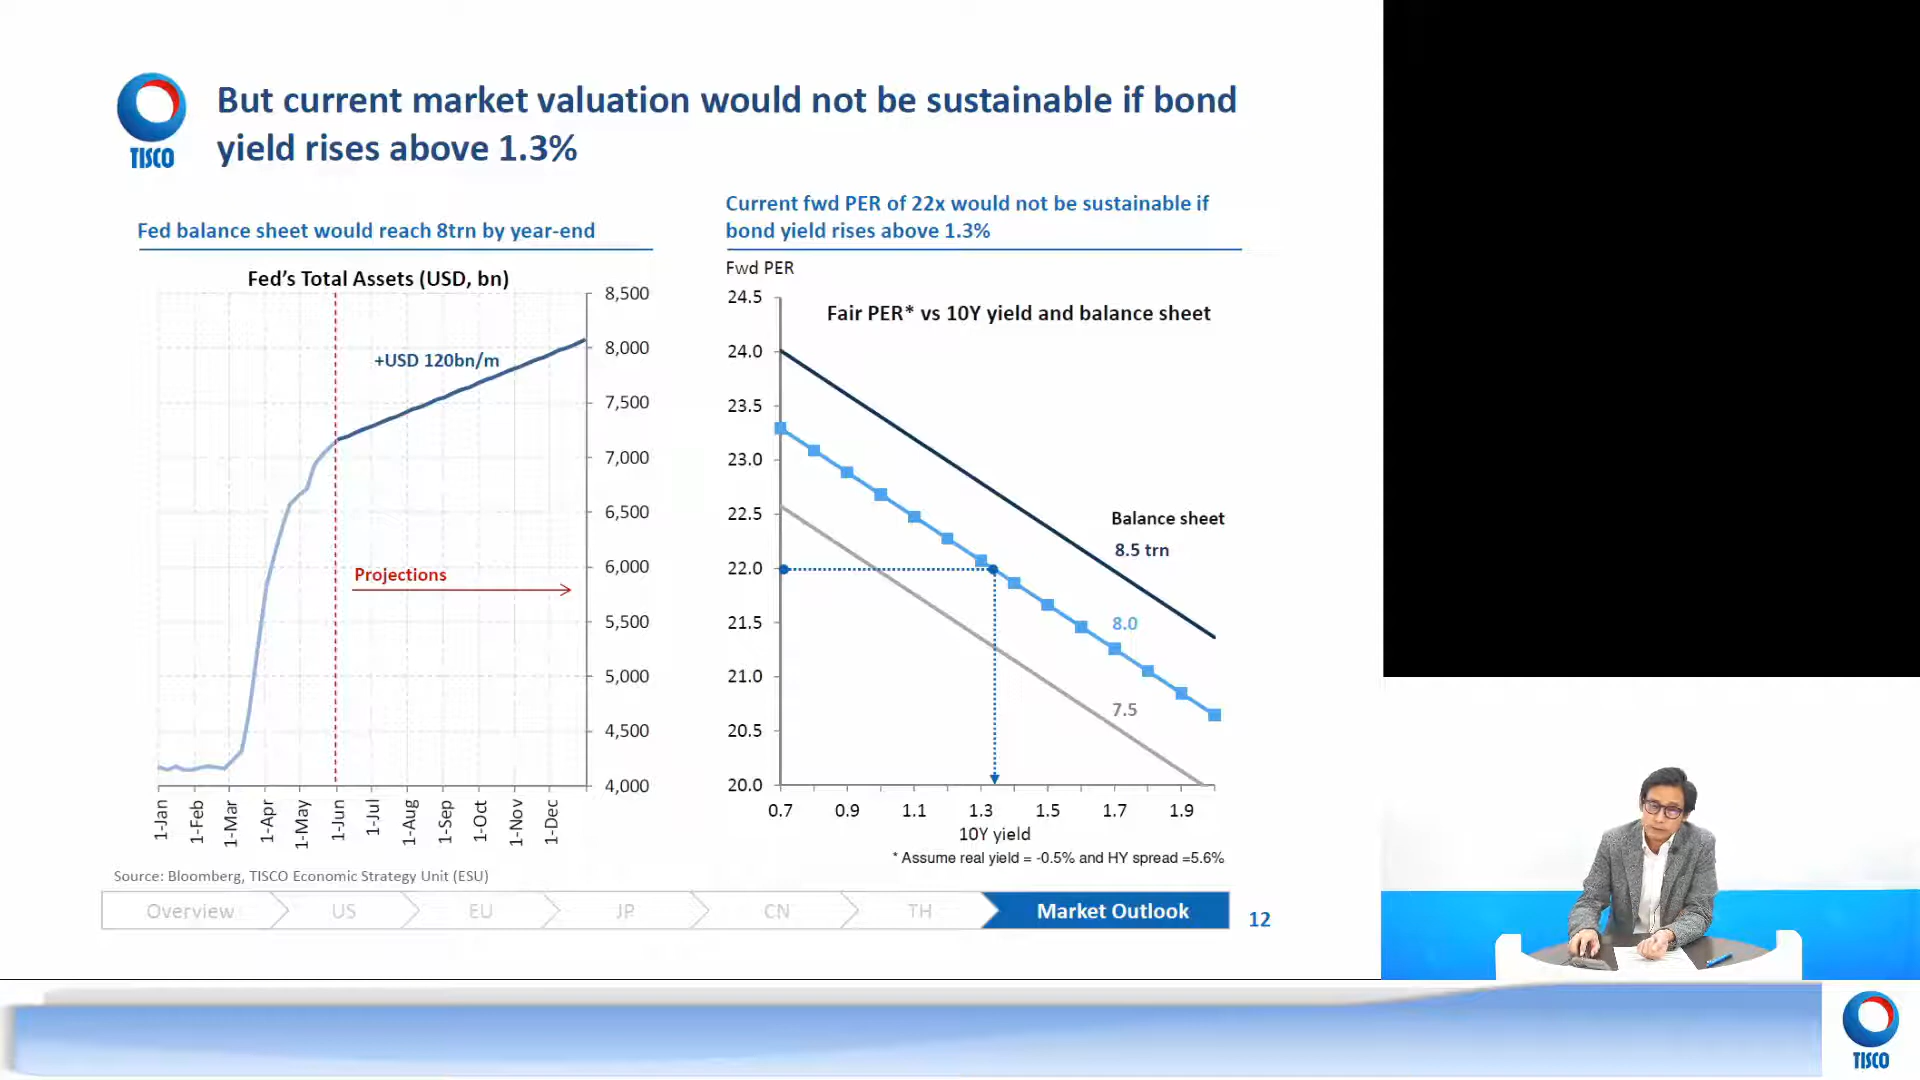 TISCO
But current market valuation would not be sustainable if bond
yield rises above 1.3%
Fed balance sheet would reach 8trn by year-end
Fed's Total Assets (USD, bn)
8,500
8,000
7,500
7,000
6,500
6,000
5,500
5,000
4,500
4,000
+USD 120bn/m
Projections
1-Jan
1-Feb
1-Mar
1-Apr
1-May
1-Jun
1-Jul
1-Aug
1-Sep
1-Oct
1-Nov
1-Dec
Source: Bloomberg, TISCO Economic Strategy Unit (ESU)
Current fwd PER of 22x would not be sustainable if
bond yield rises above 1.3%
Fwd PER
Fair PER* vs 10Y yield and balance sheet
24.5
24.0
23.5
23.0
22.5
22.0
21.5
21.0
20.5
20.0
Balance sheet
8.5 trn
8.0
7.5
0.7 0.9 1.1 1.3 1.5 1.7 1.9
10Y yield
* Assume real yield = -0.5% and HY spread =5.6%
Overview US EU JP CN TH Market Outlook
12
TISCO